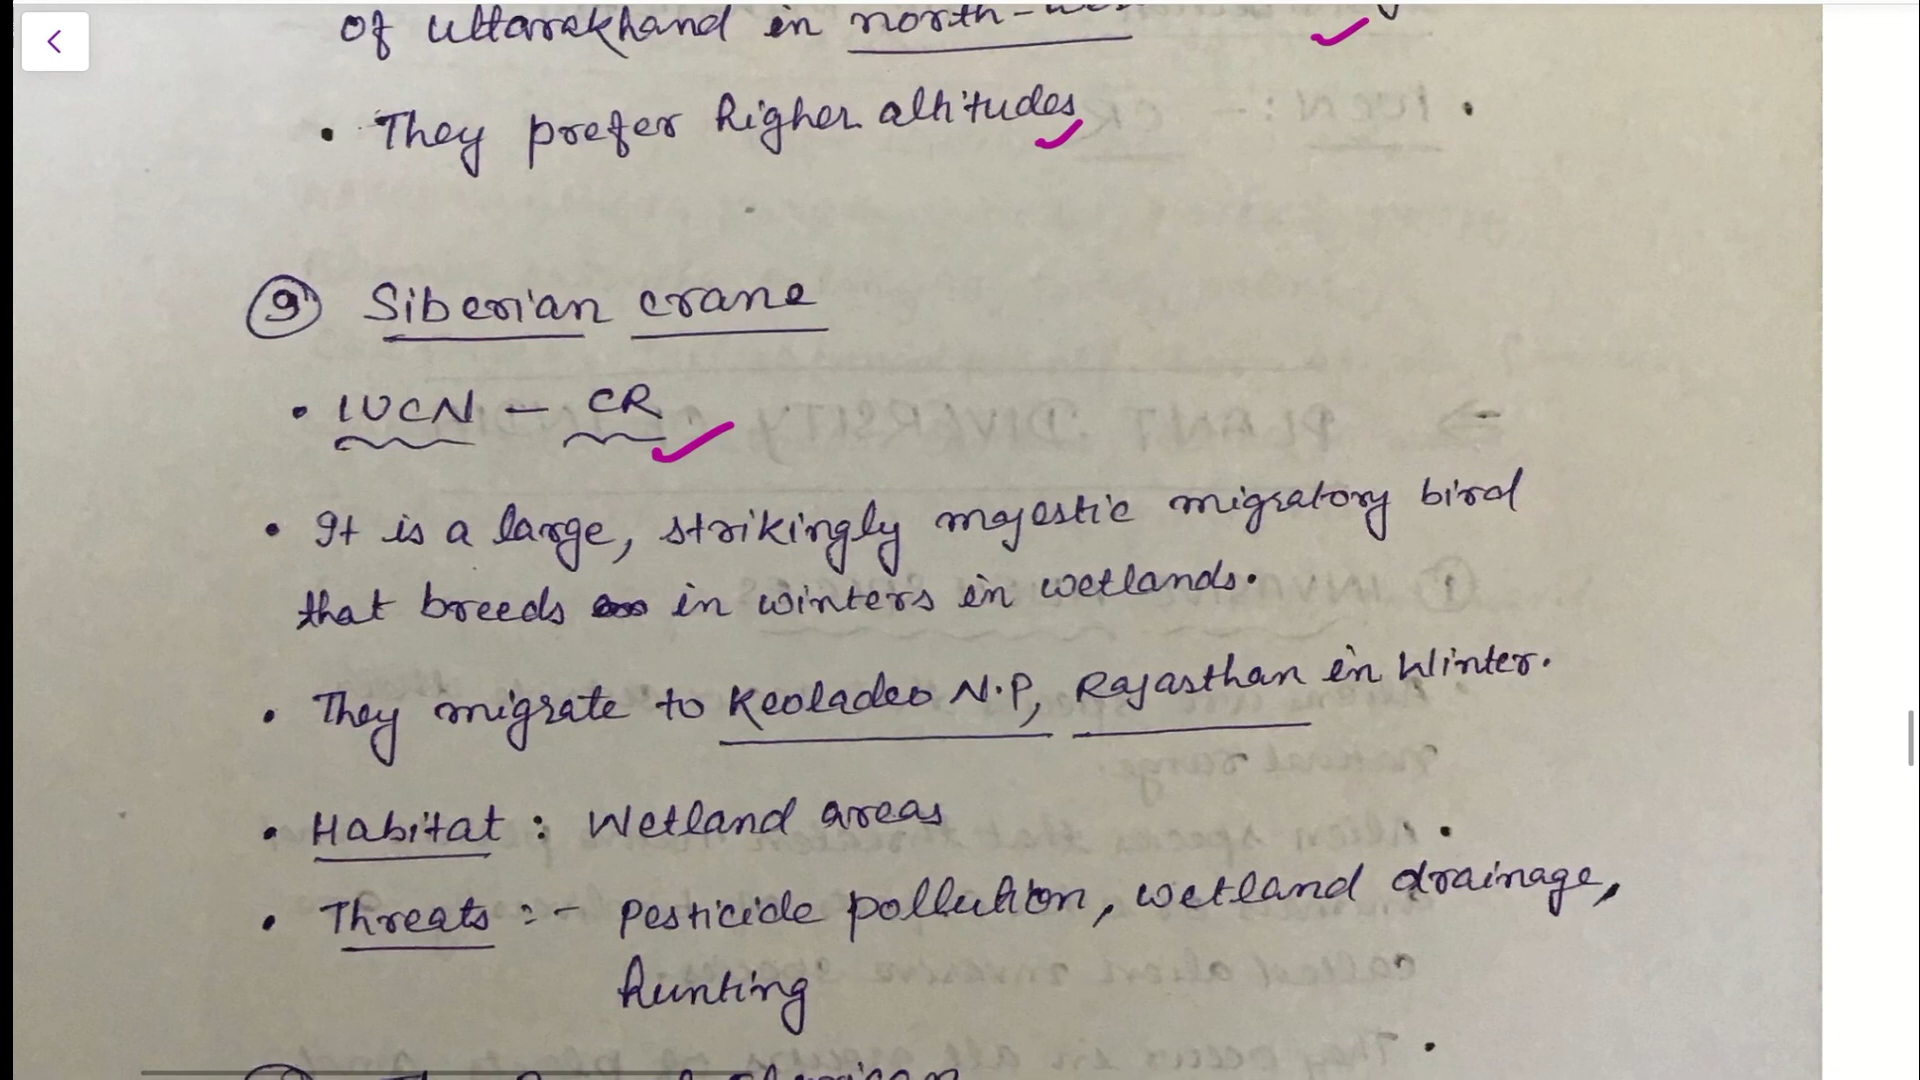 of Uttarakhand in north-
• They prefer higher altitudes
⑨ Siberian crane
• IUCN – CR
• It is a large, strikingly majestic migratory bird
that breeds in winters in wetlands.
• They migrate to Keoladeo N.P, Rajasthan in Winter.
• Habitat : Wetland areas
• Threats :- Pesticide pollution, wetland drainage,
hunting